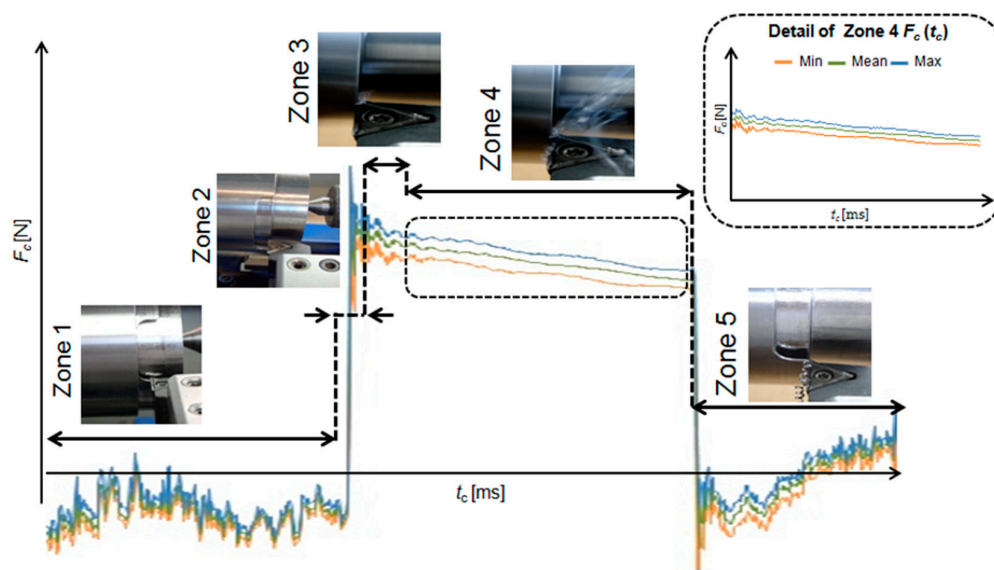 Detail of Zone 4 Fc (tc)
Min Mean Max
Fc [N]
tc [ms]
Zone 3
Zone 4
Zone 2
Zone 1
Zone 5
Fc [N]
tc [ms]